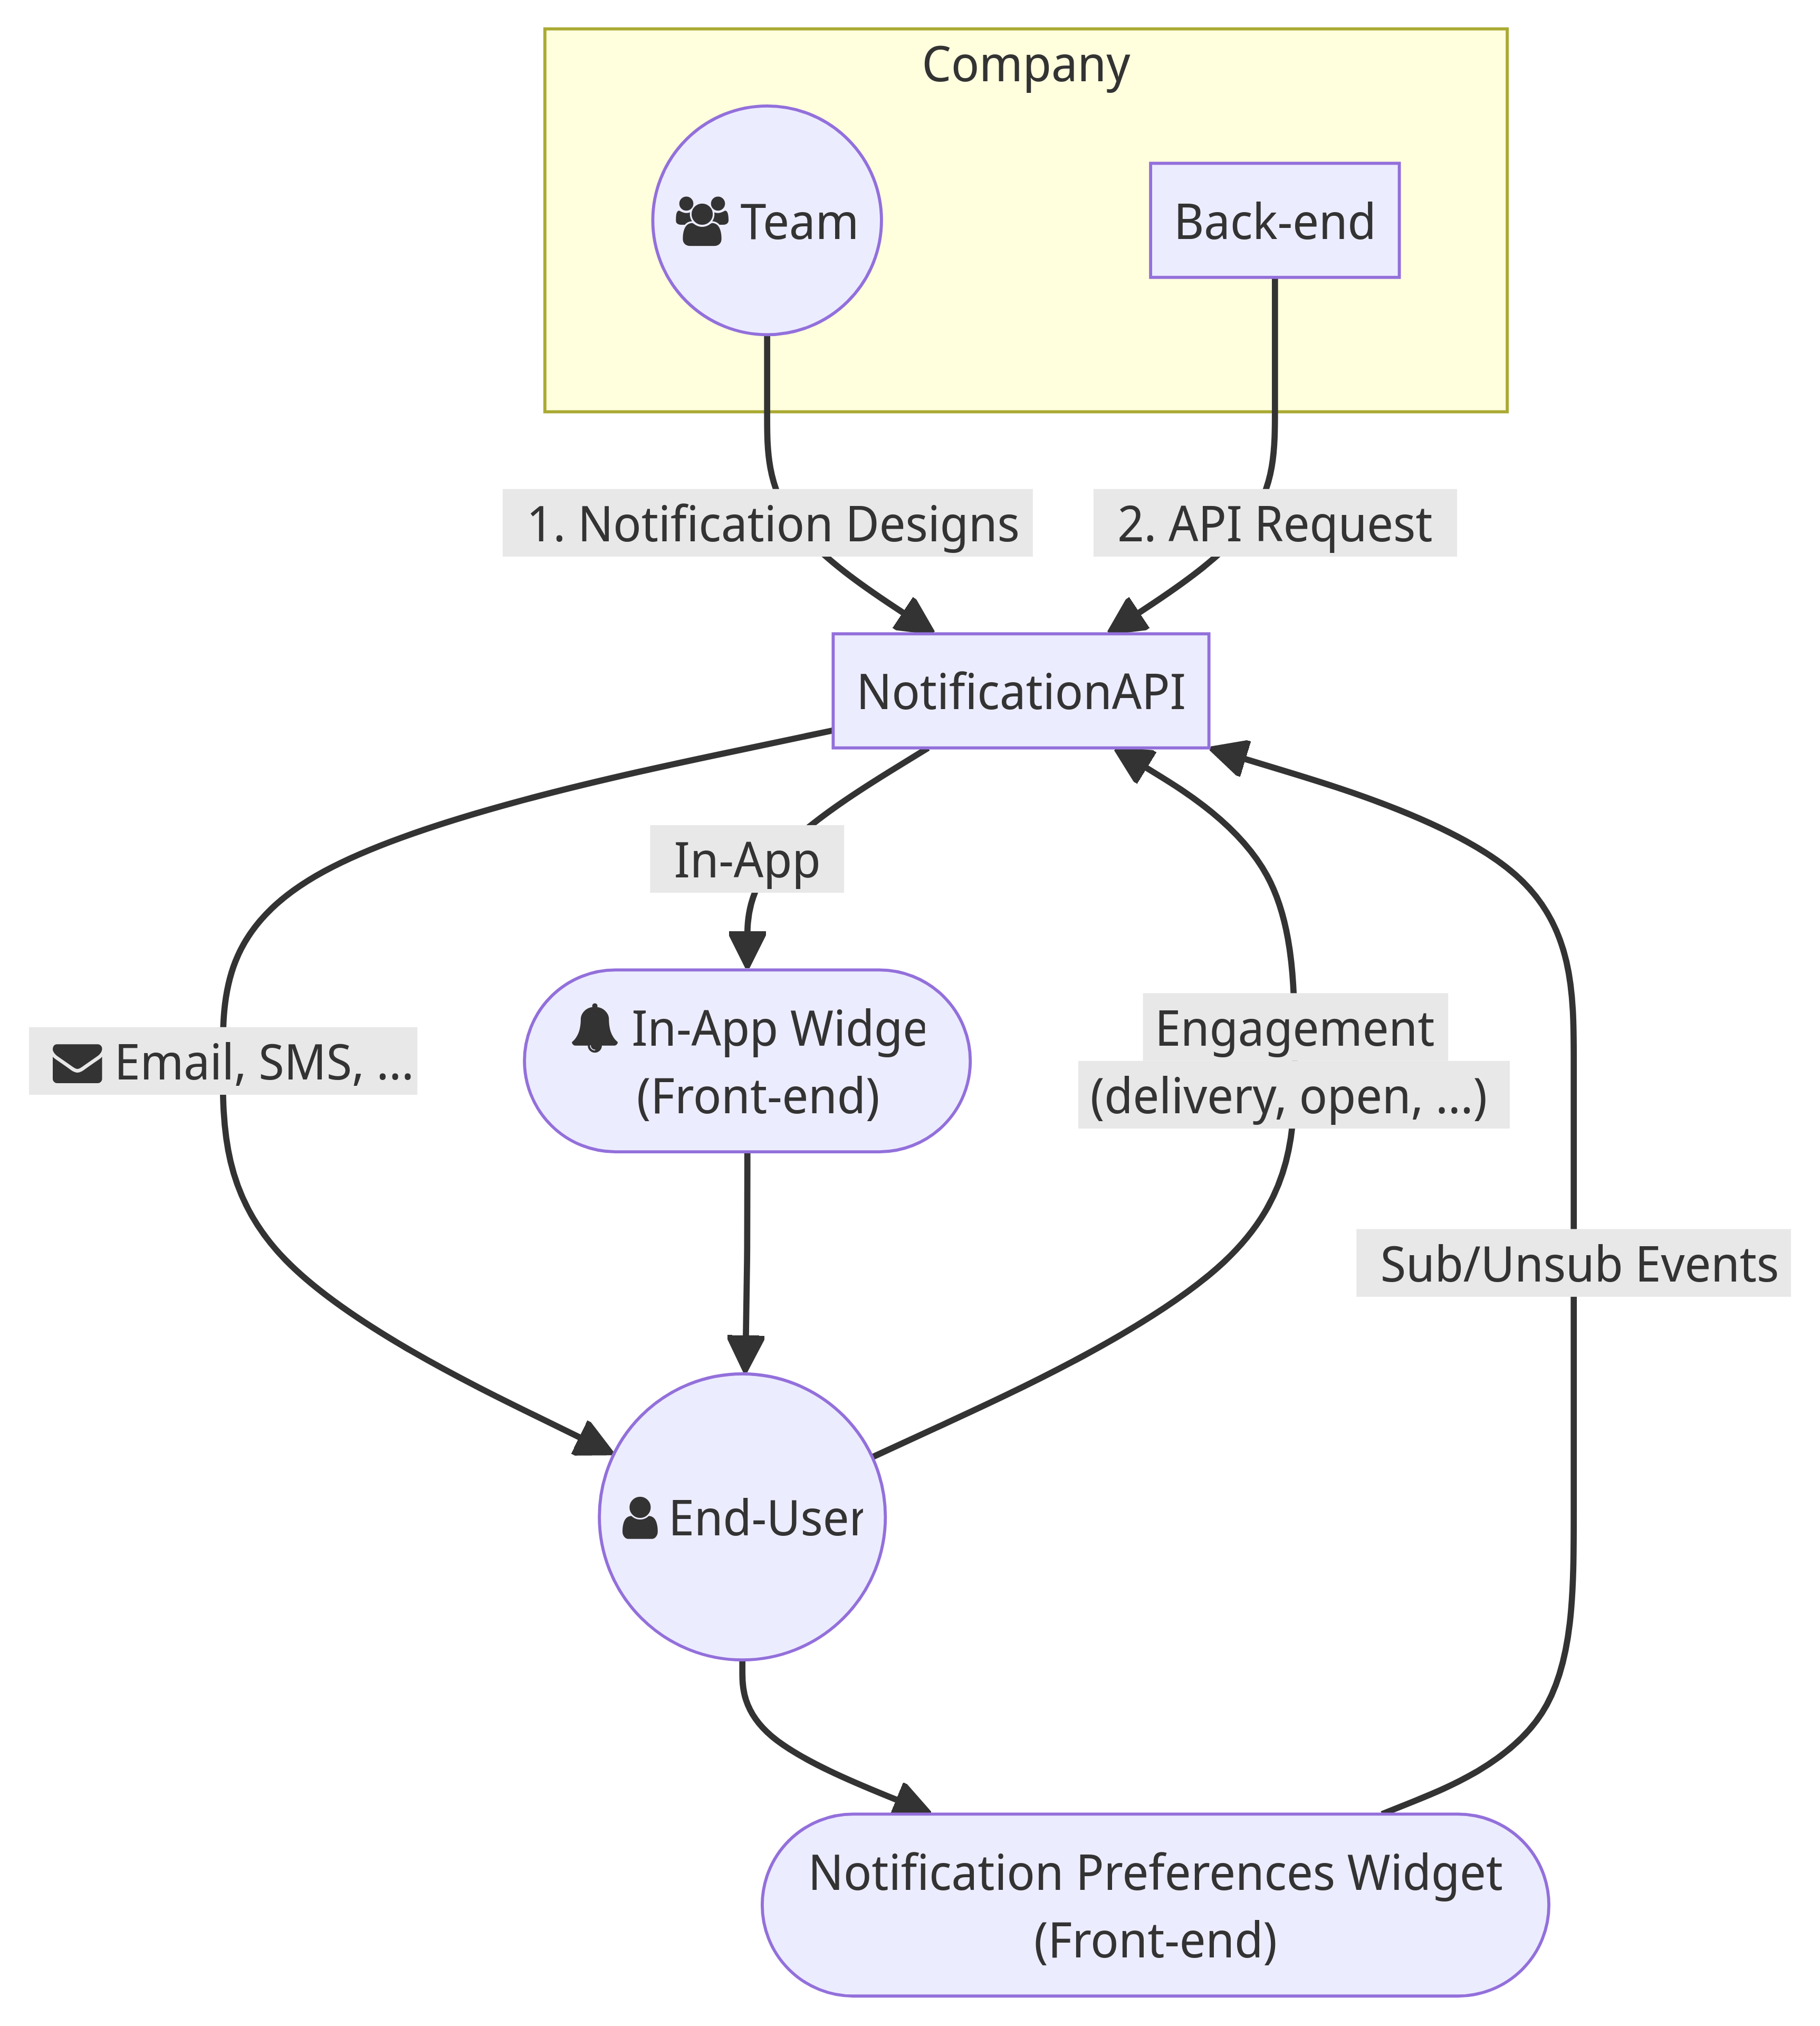 Company
Team
Back-end
1. Notification Designs
2. API Request
NotificationAPI
In-App
In-App Widge
(Front-end)
Email, SMS, ...
Engagement
(delivery, open, ...)
Sub/Unsub Events
End-User
Notification Preferences Widget
(Front-end)